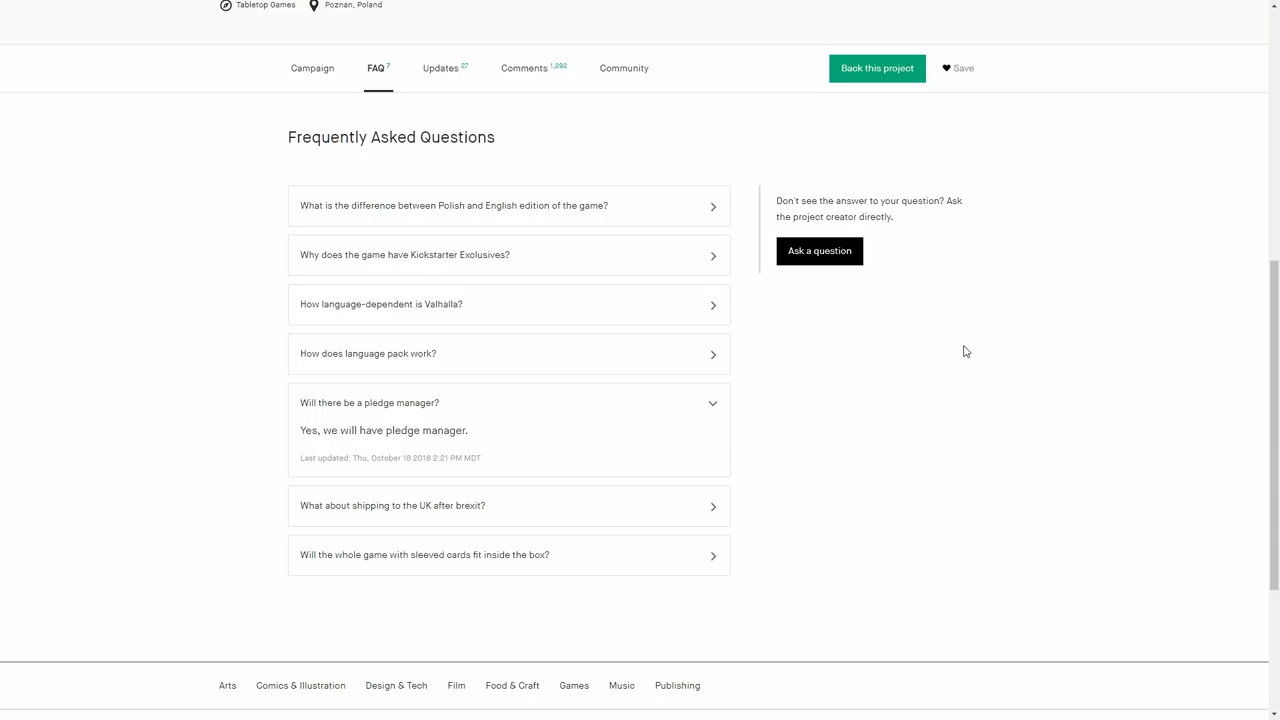 Tabletop Games Poznan, Poland
Campaign FAQ 7 Updates 27 Comments 1,292 Community Back this project Save
Frequently Asked Questions
What is the difference between Polish and English edition of the game?
Why does the game have Kickstarter Exclusives?
How language-dependent is Valhalla?
How does language pack work?
Will there be a pledge manager?
Yes, we will have pledge manager.
Last updated: Thu, October 18 2018 2:21 PM MDT
What about shipping to the UK after brexit?
Will the whole game with sleeved cards fit inside the box?
Don't see the answer to your question? Ask
the project creator directly.
Ask a question
Arts Comics & Illustration Design & Tech Film Food & Craft Games Music Publishing